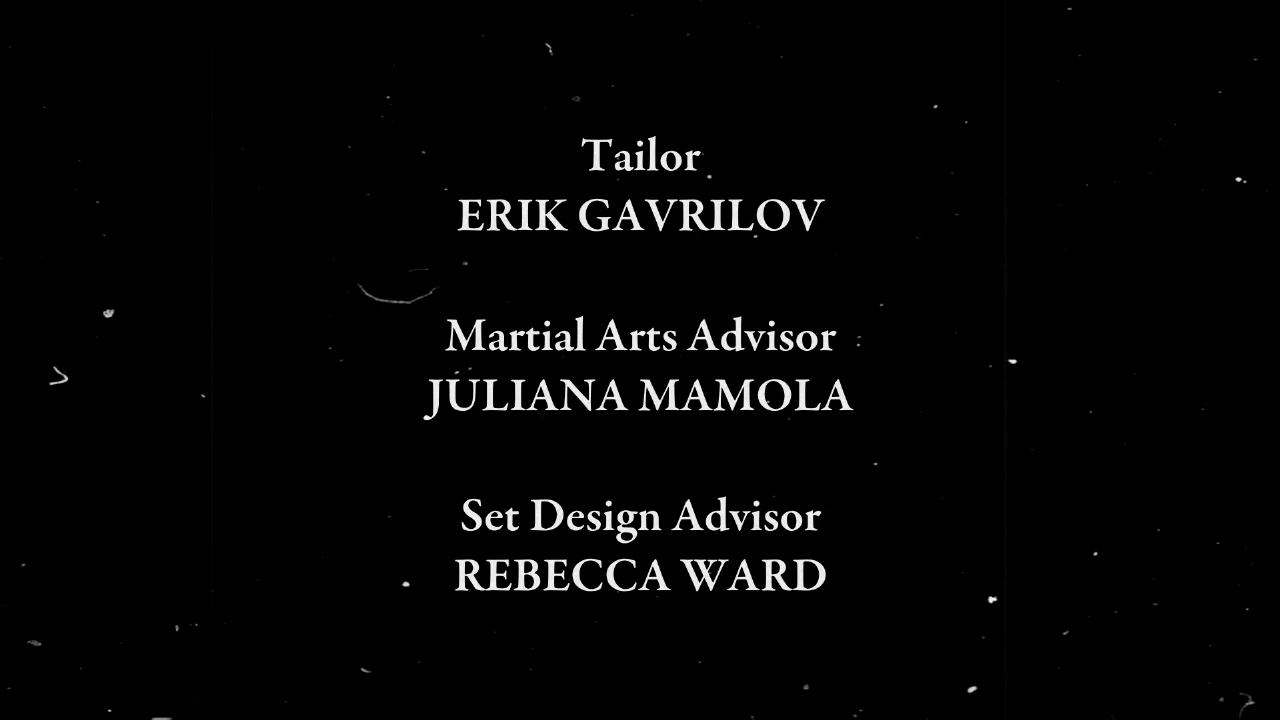 Tailor
ERIK GAVRILOV
Martial Arts Advisor
JULIANA MAMOLA
Set Design Advisor
REBECCA WARD